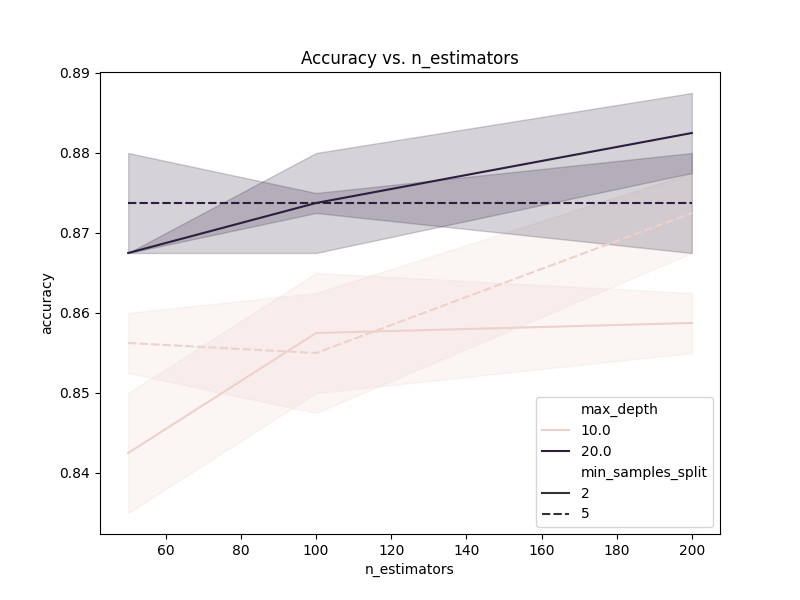 Accuracy vs. n_estimators
0.89
0.88
0.87
0.86
0.85
0.84
accuracy
max_depth
10.0
20.0
min_samples_split
2
5
60 80 100 120 140 160 180 200
n_estimators